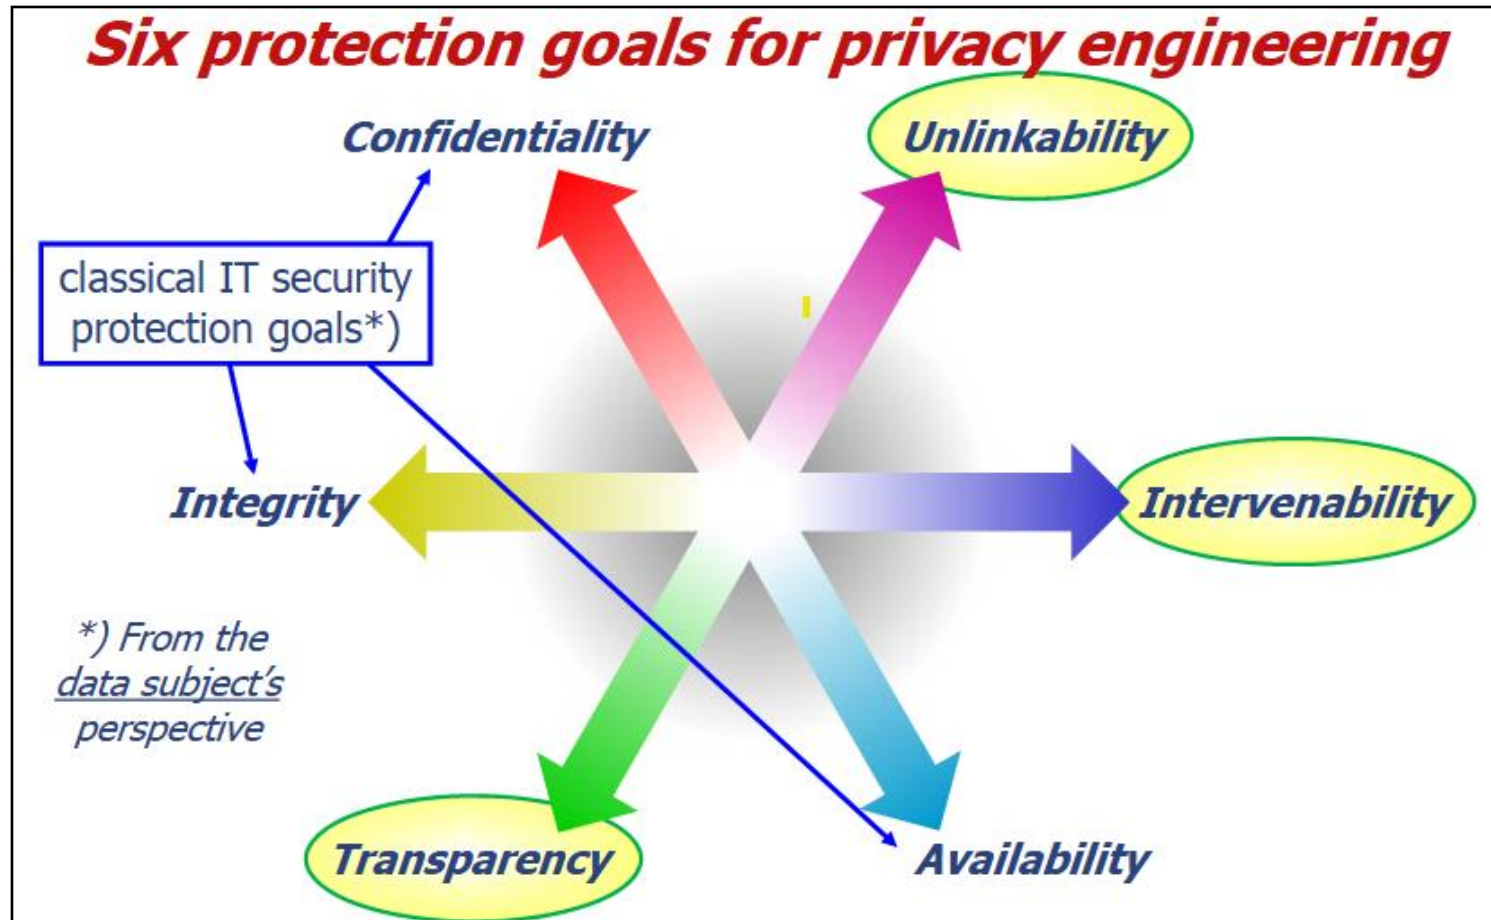 Six protection goals for privacy engineering
Confidentiality
Unlinkability
classical IT security
protection goals*)
Integrity
Intervenability
*) From the
data subject's
perspective
Transparency
Availability